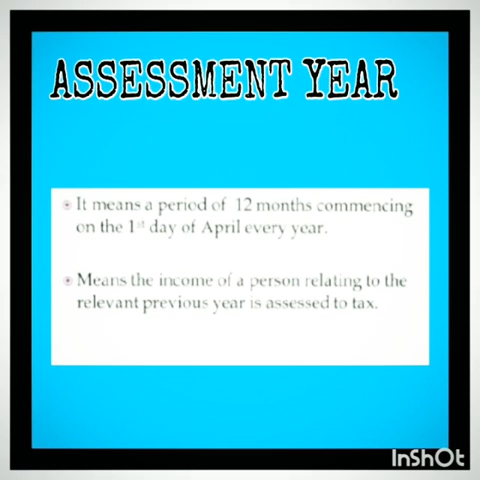 ASSESSMENT YEAR
It means a period of 12 months commencing
on the 1st day of April every year.
Means the income of a person relating to the
relevant previous year is assessed to tax.
InShOt